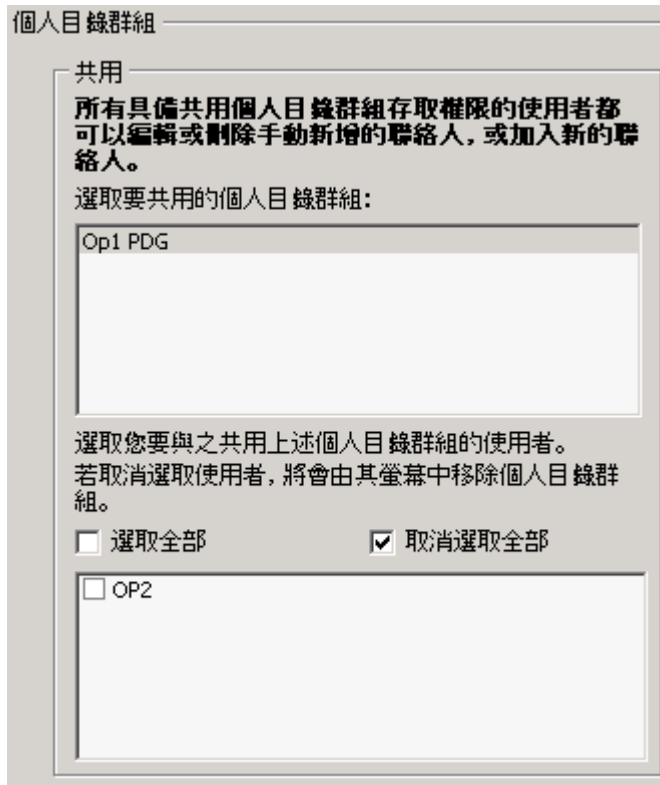 個人目錄群組
共用
所有具備共用個人目錄群組存取權限的使用者都
可以編輯或刪除手動新增的聯絡人，或加入新的聯
絡人。
選取要共用的個人目錄群組：
Op1 PDG
選取您要與之共用上述個人目錄群組的使用者。
若取消選取使用者，將會由其螢幕中移除個人目錄群
組。
選取全部 取消選取全部
OP2